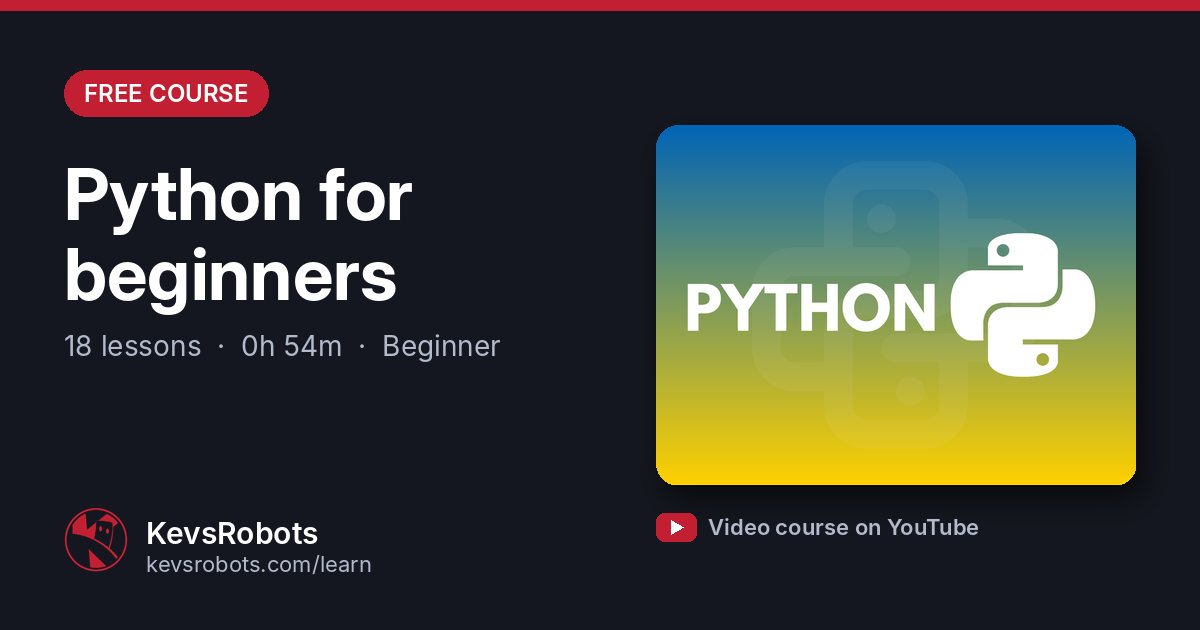 FREE COURSE
Python for
beginners
18 lessons · 0h 54m · Beginner
PYTHON
KevsRobots
kevsrobots.com/learn
Video course on YouTube